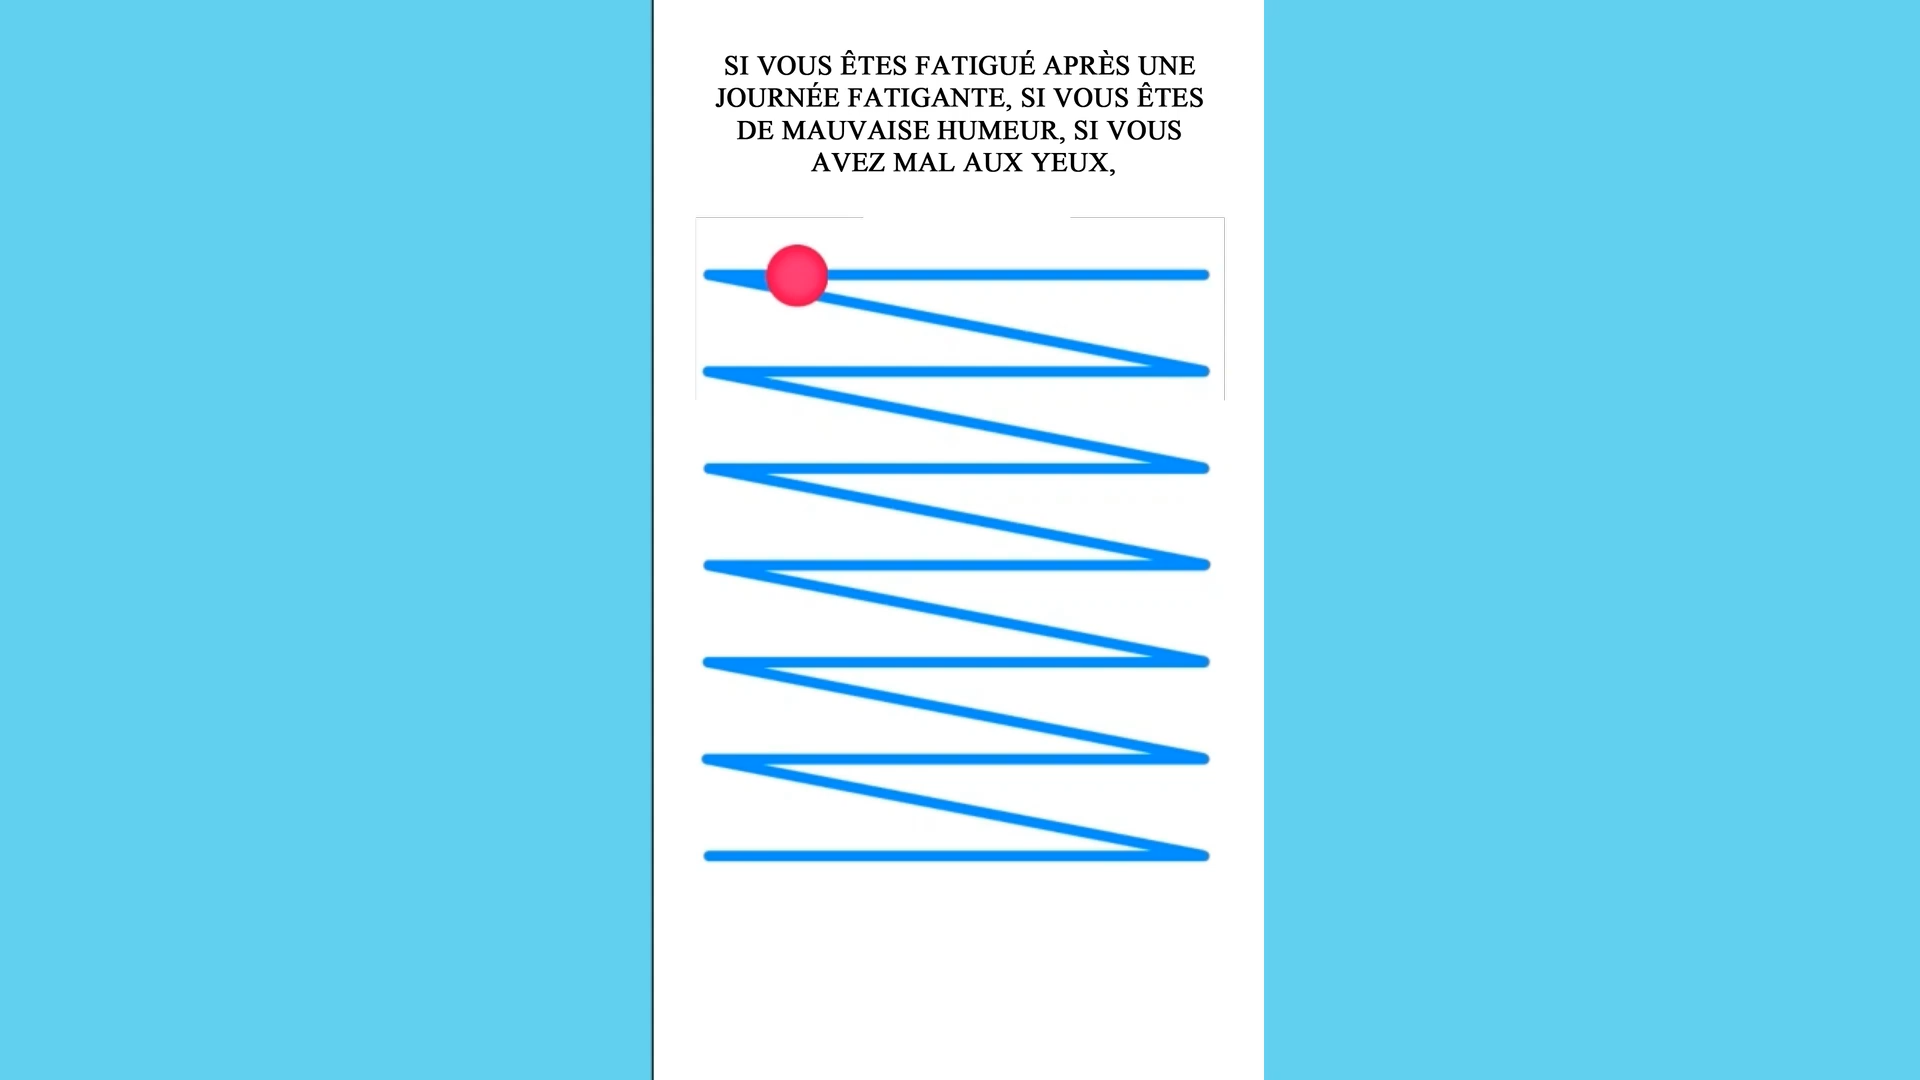 SI VOUS ÊTES FATIGUÉ APRÈS UNE
JOURNÉE FATIGANTE, SI VOUS ÊTES
DE MAUVAISE HUMEUR, SI VOUS
AVEZ MAL AUX YEUX,